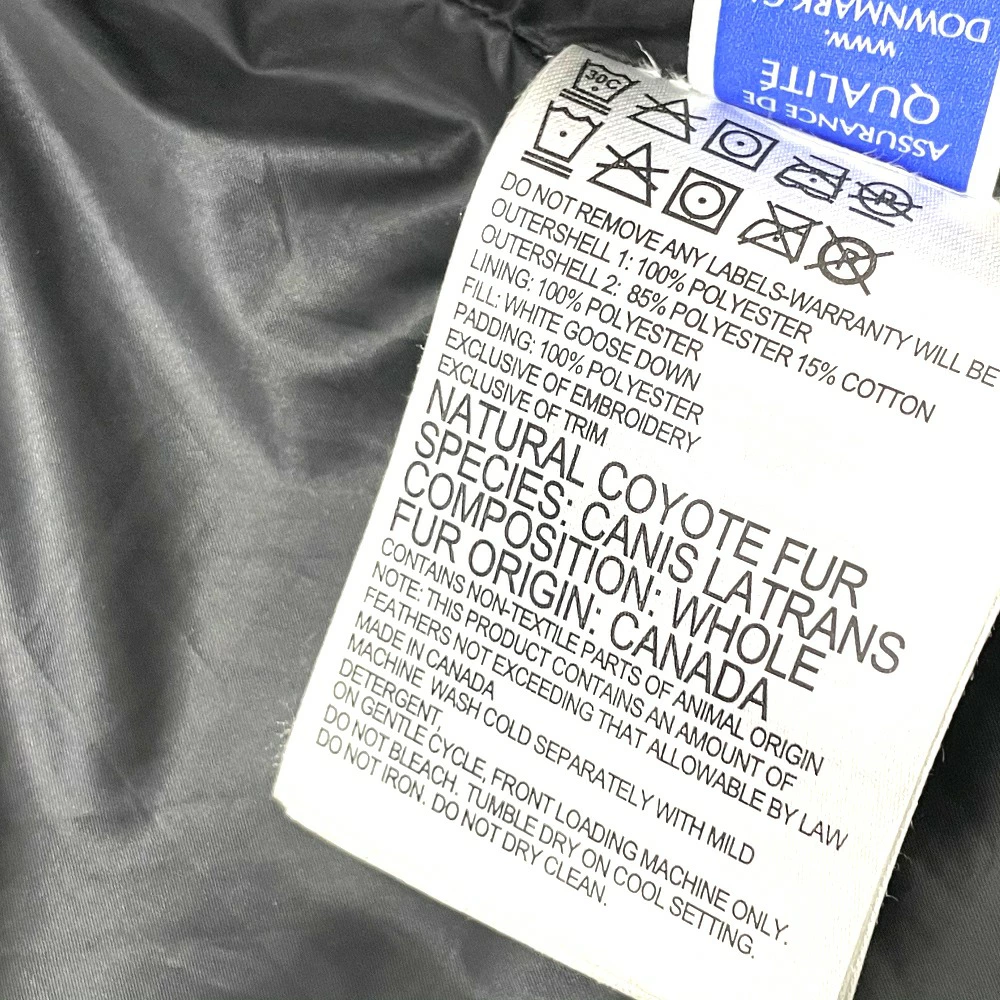 DOWNMARK
www.
QUALITÉ
ASSURANCE DE
30C
DO NOT REMOVE ANY LABELS-WARRANTY WILL BE
OUTERSHELL 1: 100% POLYESTER
OUTERSHELL 2: 85% POLYESTER 15% COTTON
LINING: 100% POLYESTER
FILL: WHITE GOOSE DOWN
PADDING: 100% POLYESTER
EXCLUSIVE OF EMBROIDERY
EXCLUSIVE OF TRIM
NATURAL COYOTE FUR
SPECIES: CANIS LATRANS
COMPOSITION: WHOLE
FUR ORIGIN: CANADA
CONTAINS NON-TEXTILE PARTS OF ANIMAL ORIGIN
NOTE: THIS PRODUCT CONTAINS AN AMOUNT OF
FEATHERS NOT EXCEEDING THAT ALLOWABLE BY LAW
MADE IN CANADA
MACHINE WASH COLD SEPARATELY WITH MILD
DETERGENT,
ON GENTLE CYCLE, FRONT LOADING MACHINE ONLY.
DO NOT BLEACH. TUMBLE DRY ON COOL SETTING.
DO NOT IRON. DO NOT DRY CLEAN.